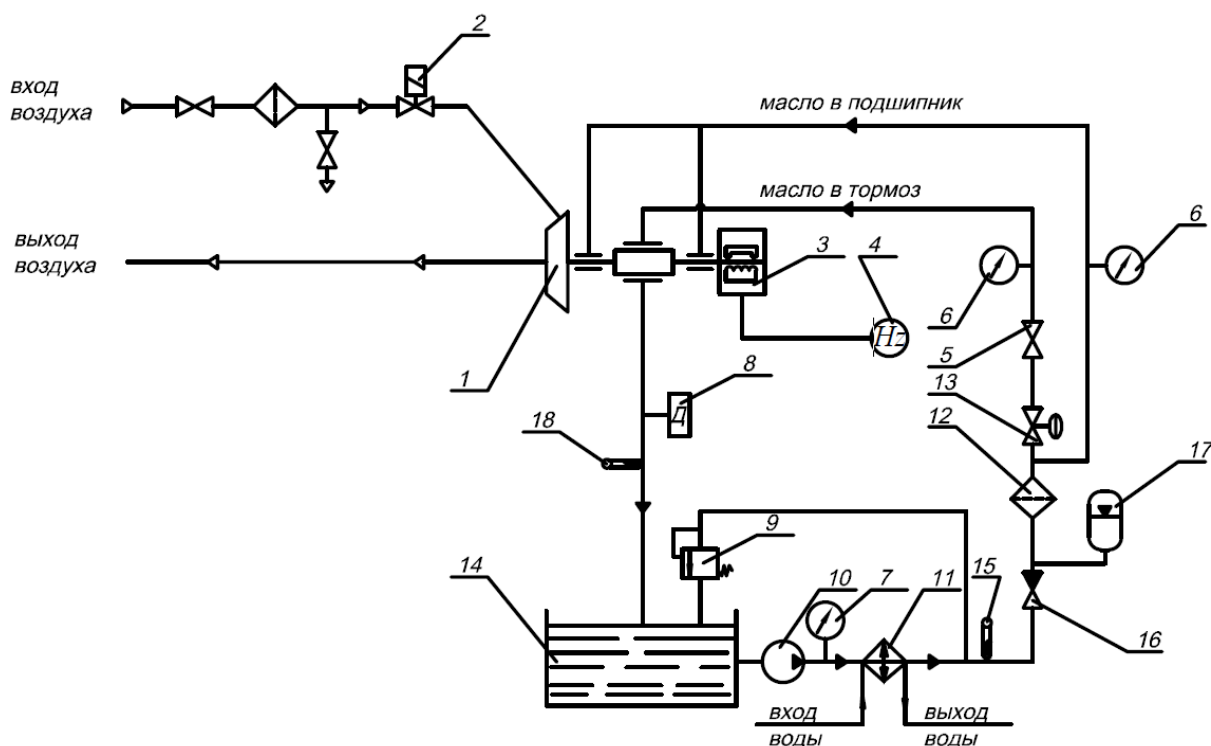 2
вход
воздуха
масло в подшипник
масло в тормоз
выход
воздуха
3
4
6
Hz
6
5
1
8
13
Д
12
18
17
9
14
10
7
11
15
16
вход
воды
выход
воды